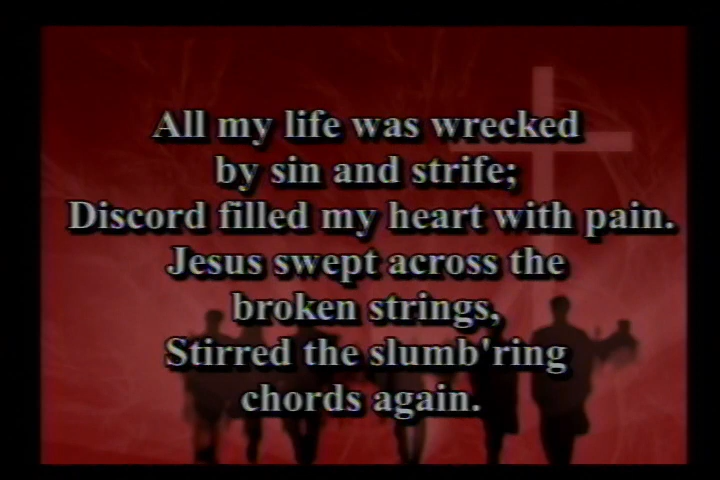 All my life was wrecked
by sin and strife;
Discord filled my heart with pain.
Jesus swept across the
broken strings,
Stirred the slumb'ring
chords again.